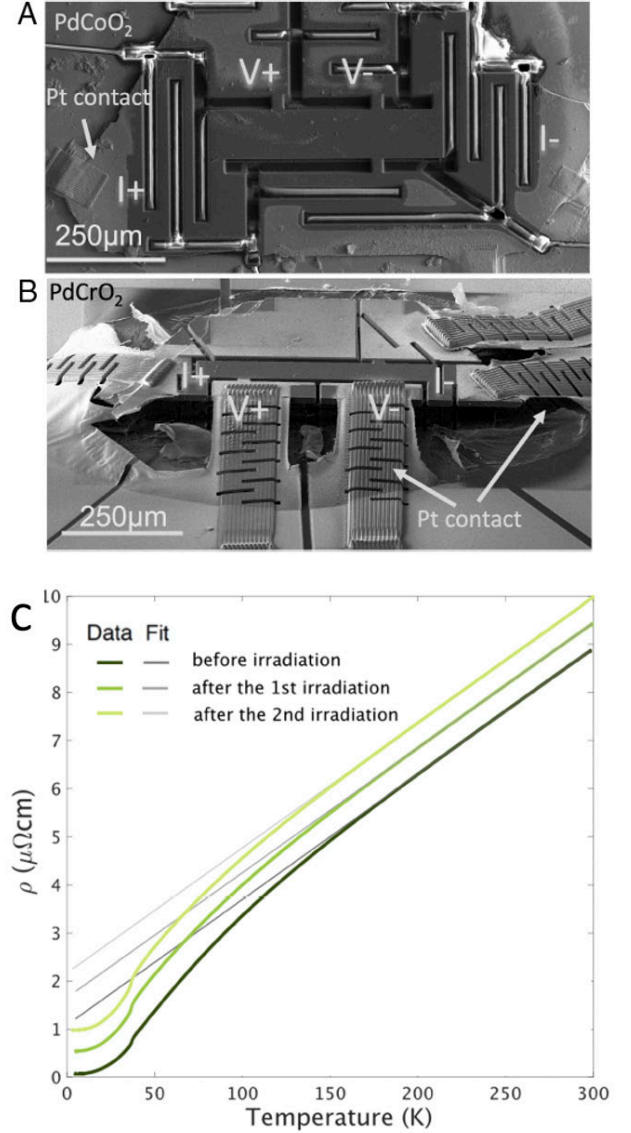 A
PdCoO2
V+ V-
Pt contact
I+
I-
250μm
B
PdCrO2
I+ I-
V+ V-
250μm
Pt contact
C
10
9
8
7
6
5
4
3
2
1
0
ρ (μΩcm)
Data Fit
before irradiation
after the 1st irradiation
after the 2nd irradiation
0 50 100 150 200 250 300
Temperature (K)